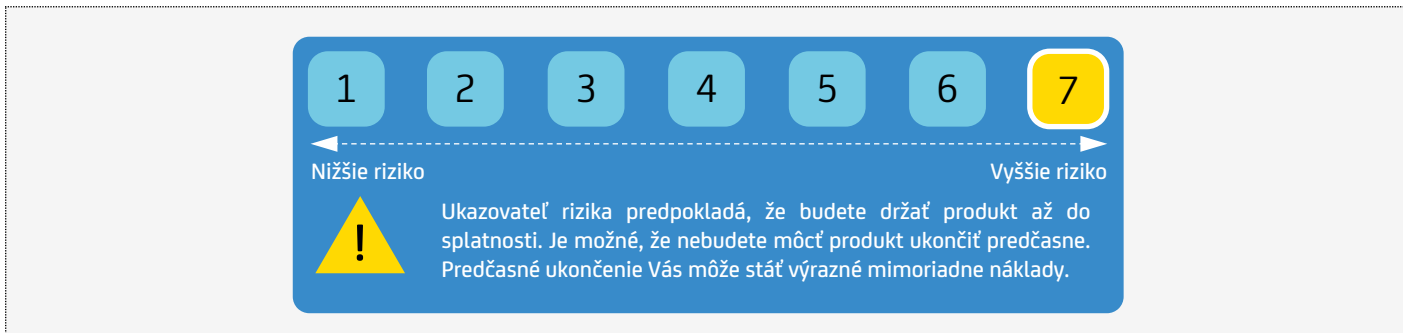 1 2 3 4 5 6 7
Nižšie riziko Vyššie riziko
! Ukazovateľ rizika predpokladá, že budete držať produkt až do
splatnosti. Je možné, že nebudete môcť produkt ukončiť predčasne.
Predčasné ukončenie Vás môže stáť výrazné mimoriadne náklady.